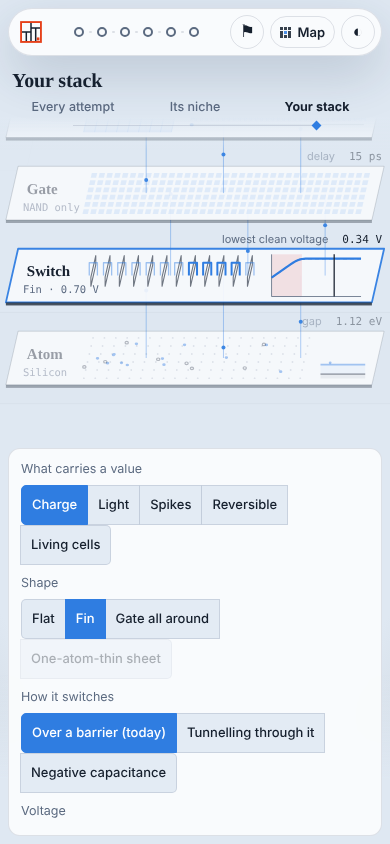 Map
Your stack
Every attempt Its niche Your stack
delay 15 ps
Gate
NAND only
lowest clean voltage 0.34 V
Switch
Fin · 0.70 V
gap 1.12 eV
Atom
Silicon
What carries a value
Charge Light Spikes Reversible
Living cells
Shape
Flat Fin Gate all around
One-atom-thin sheet
How it switches
Over a barrier (today) Tunnelling through it
Negative capacitance
Voltage